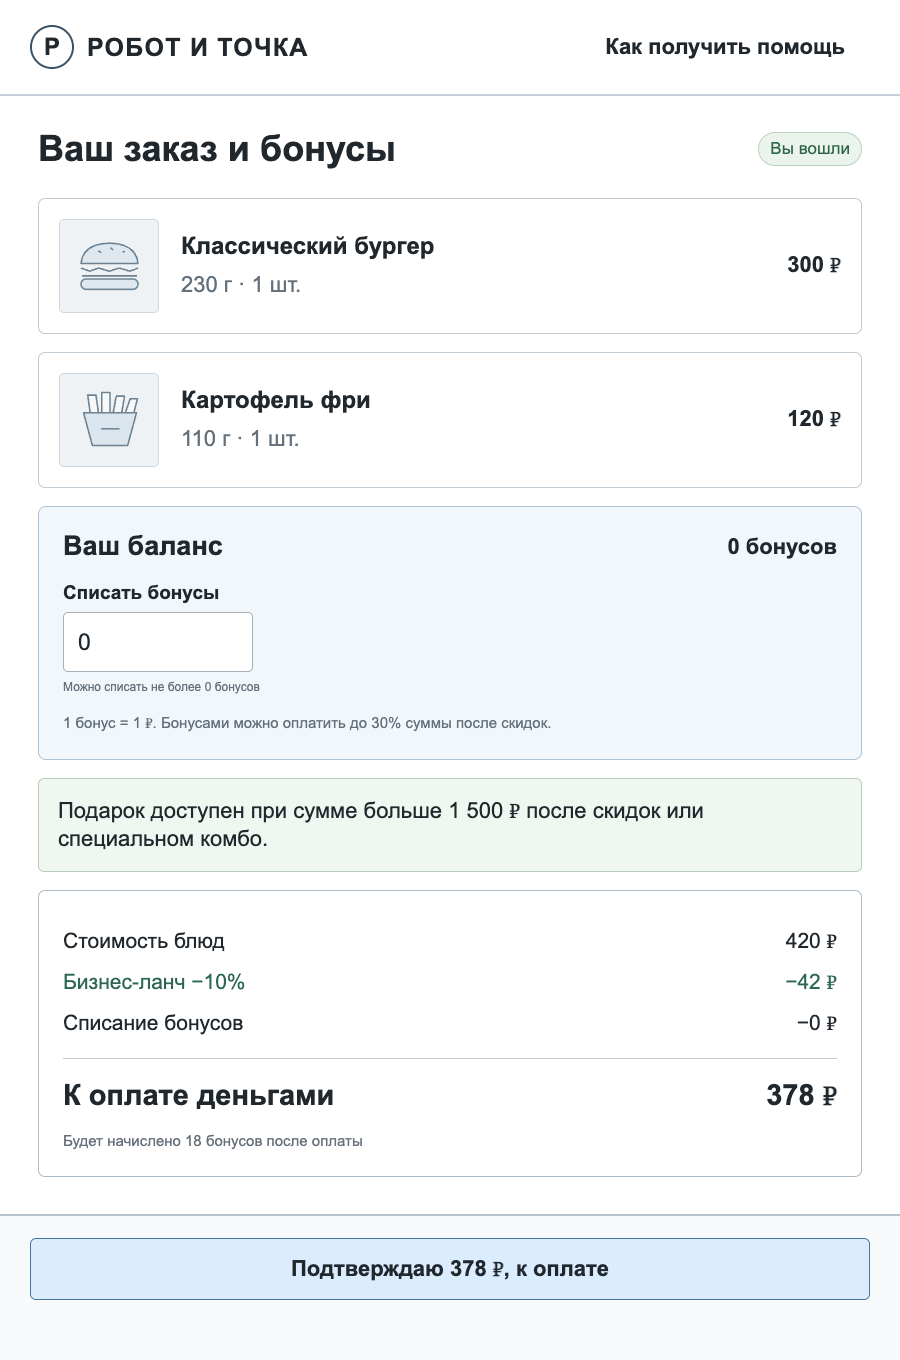 Р РОБОТ И ТОЧКА
Как получить помощь
Ваш заказ и бонусы
Вы вошли
Классический бургер
230 г · 1 шт.
300 ₽
Картофель фри
110 г · 1 шт.
120 ₽
Ваш баланс
0 бонусов
Списать бонусы
0
Можно списать не более 0 бонусов
1 бонус = 1 ₽. Бонусами можно оплатить до 30% суммы после скидок.
Подарок доступен при сумме больше 1 500 ₽ после скидок или
специальном комбо.
Стоимость блюд 420 ₽
Бизнес-ланч −10% −42 ₽
Списание бонусов −0 ₽
К оплате деньгами 378 ₽
Будет начислено 18 бонусов после оплаты
Подтверждаю 378 ₽, к оплате